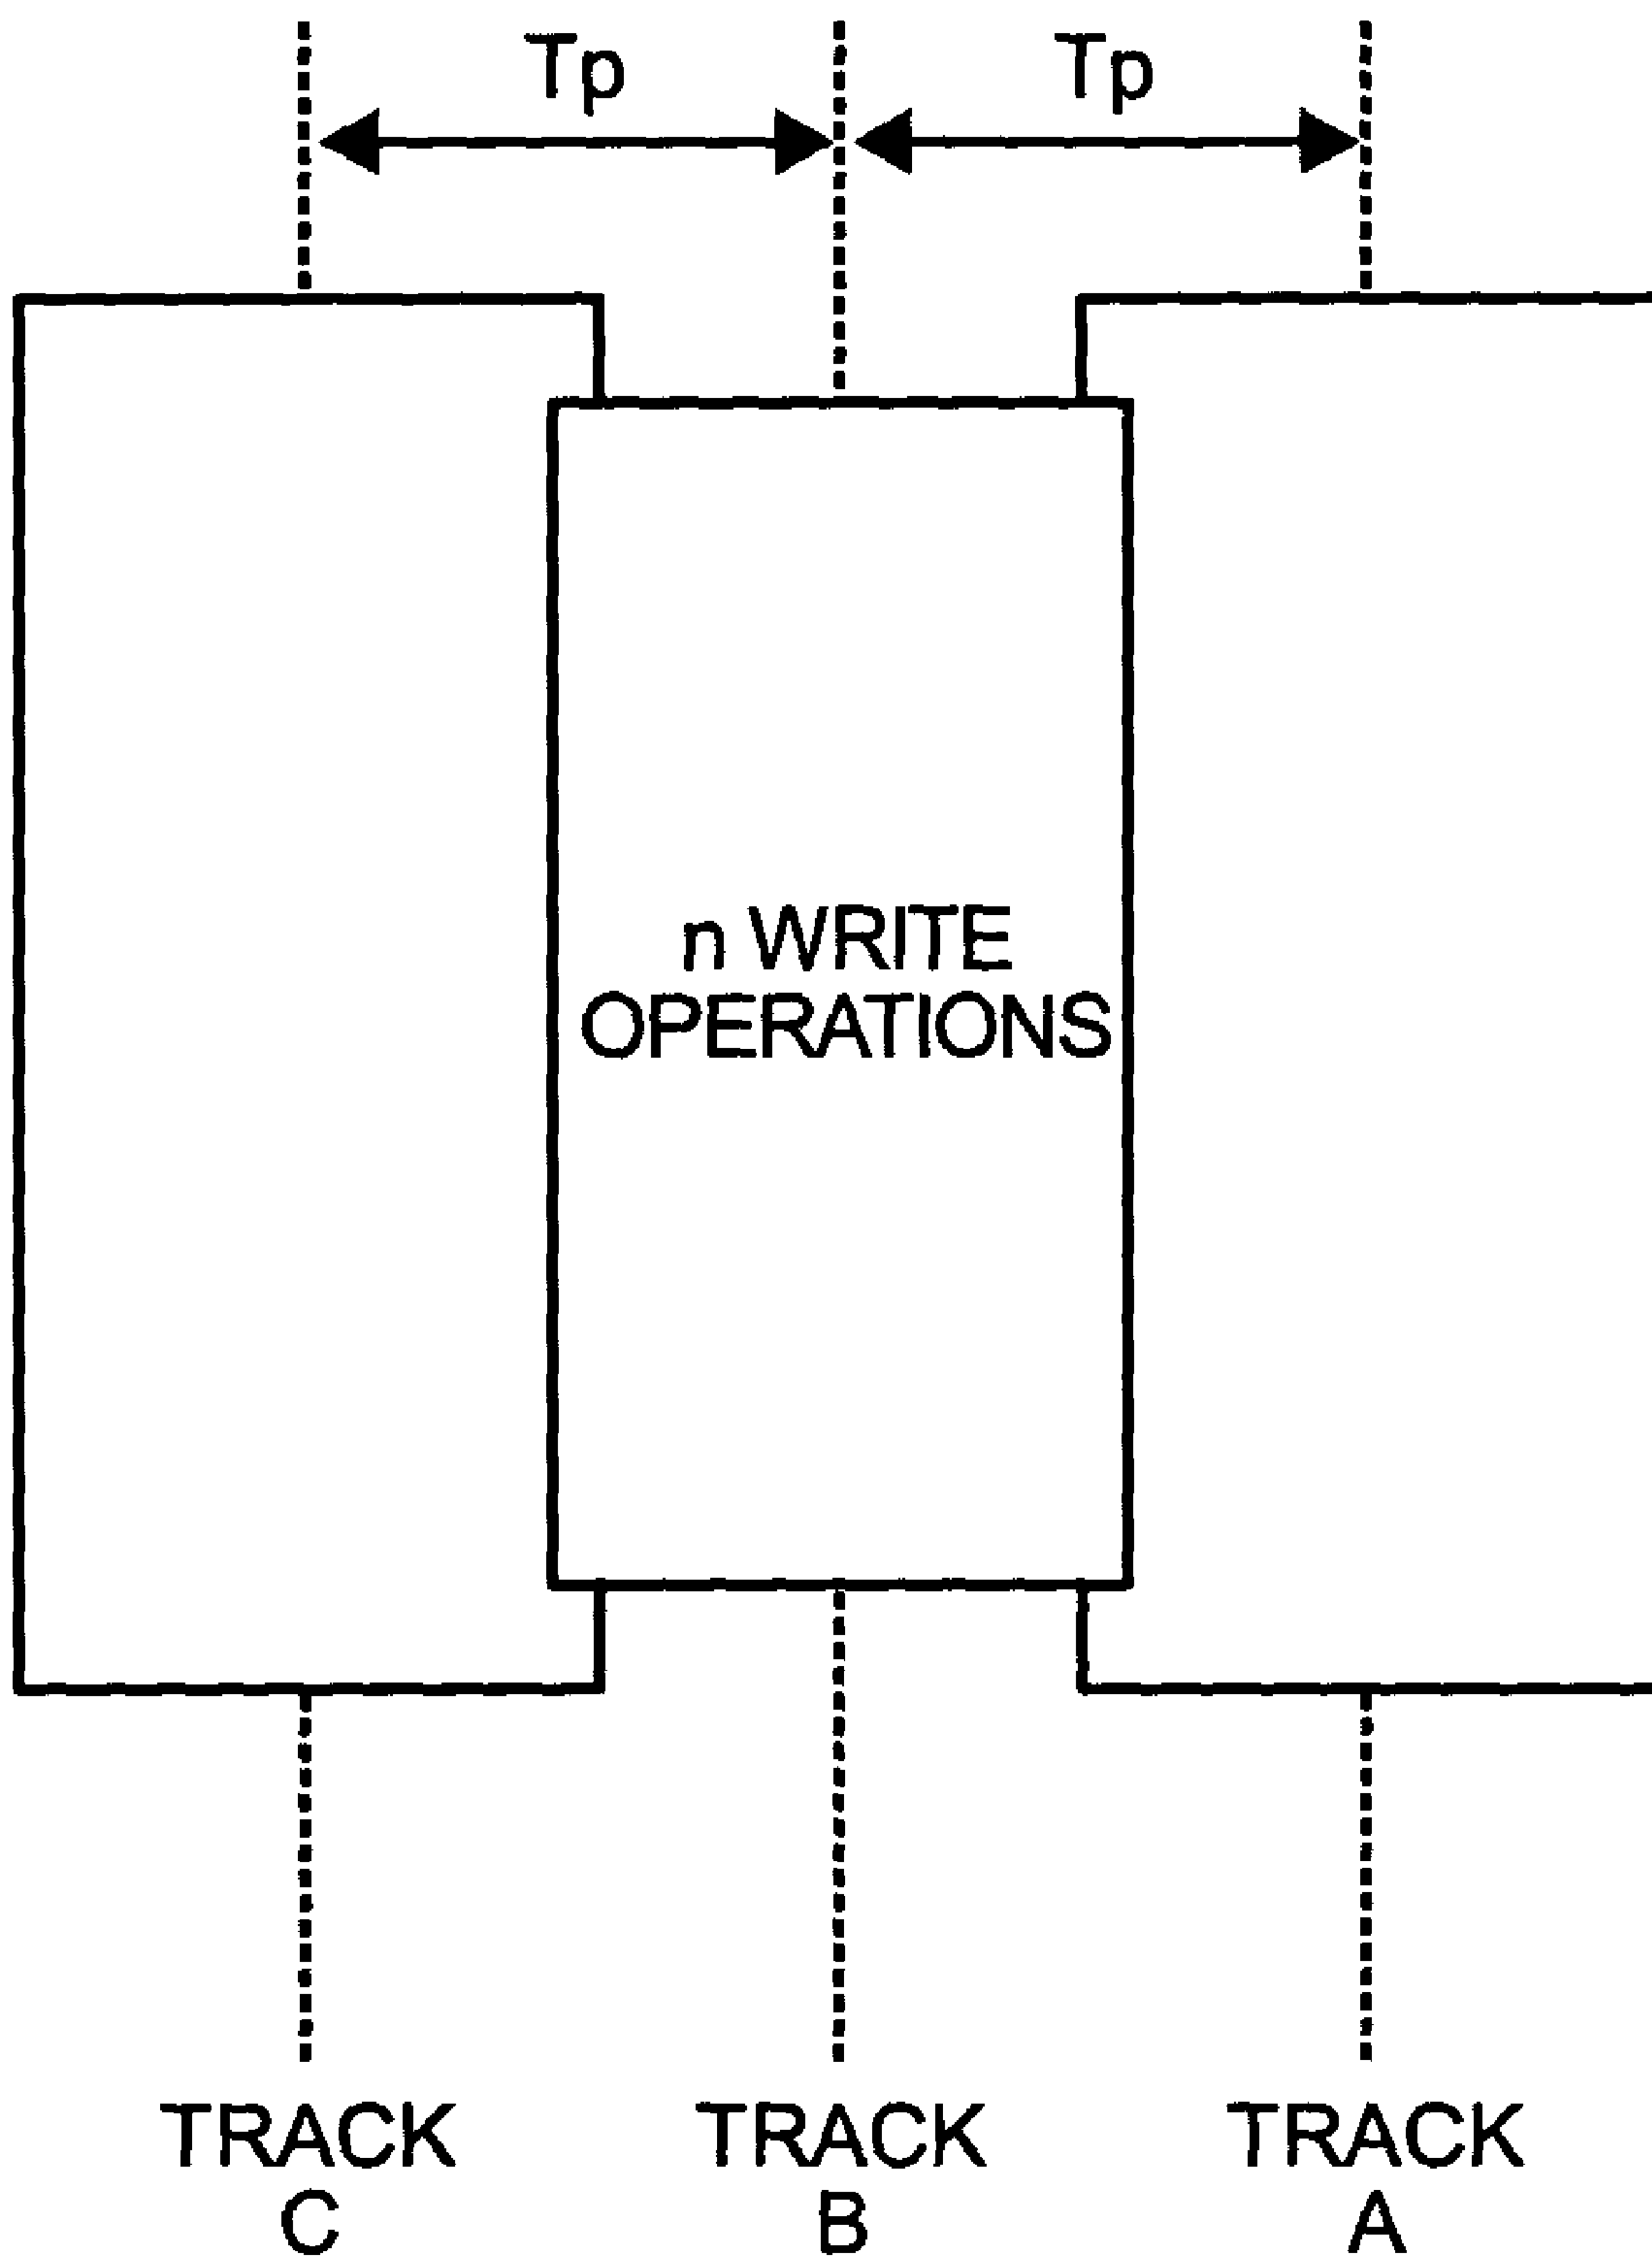 Tp Tp
n WRITE
OPERATIONS
TRACK TRACK TRACK
C B A